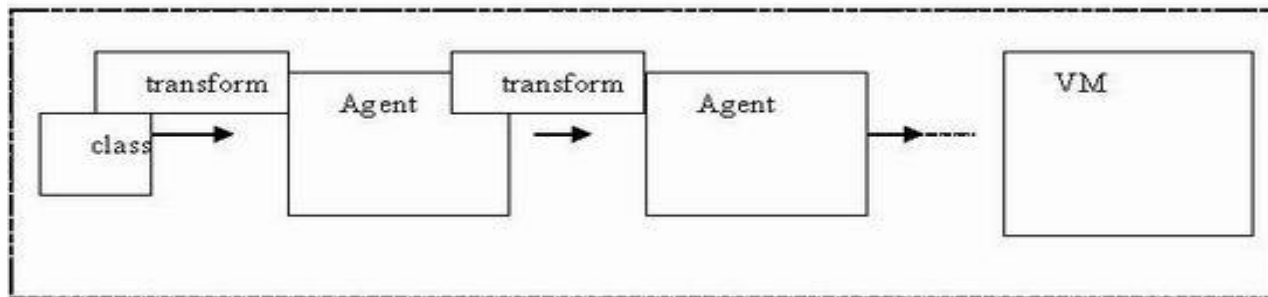 transform
Agent
transform
Agent
VM
class